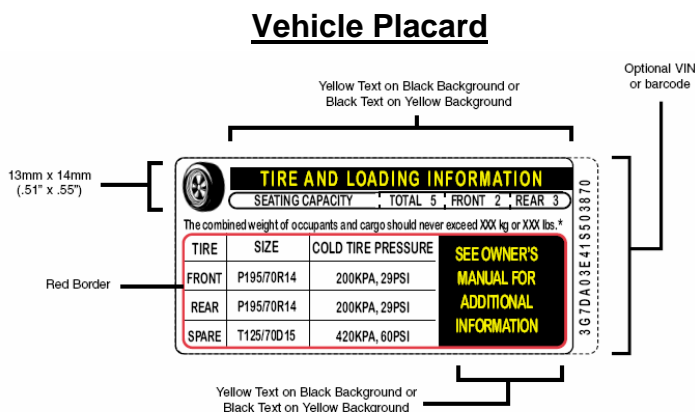 Vehicle Placard
Optional VIN
or barcode
Yellow Text on Black Background or
Black Text on Yellow Background
13mm x 14mm
(.51" x .55")
TIRE AND LOADING INFORMATION
SEATING CAPACITY TOTAL 5 FRONT 2 REAR 3
The combined weight of occupants and cargo should never exceed XXX kg or XXX lbs.*
TIRE SIZE COLD TIRE PRESSURE
FRONT P195/70R14 200KPA, 29PSI
REAR P195/70R14 200KPA, 29PSI
SPARE T125/70D15 420KPA, 60PSI
SEE OWNER'S
MANUAL FOR
ADDITIONAL
INFORMATION
3G7DA03E41S503870
Red Border
Yellow Text on Black Background or
Black Text on Yellow Background